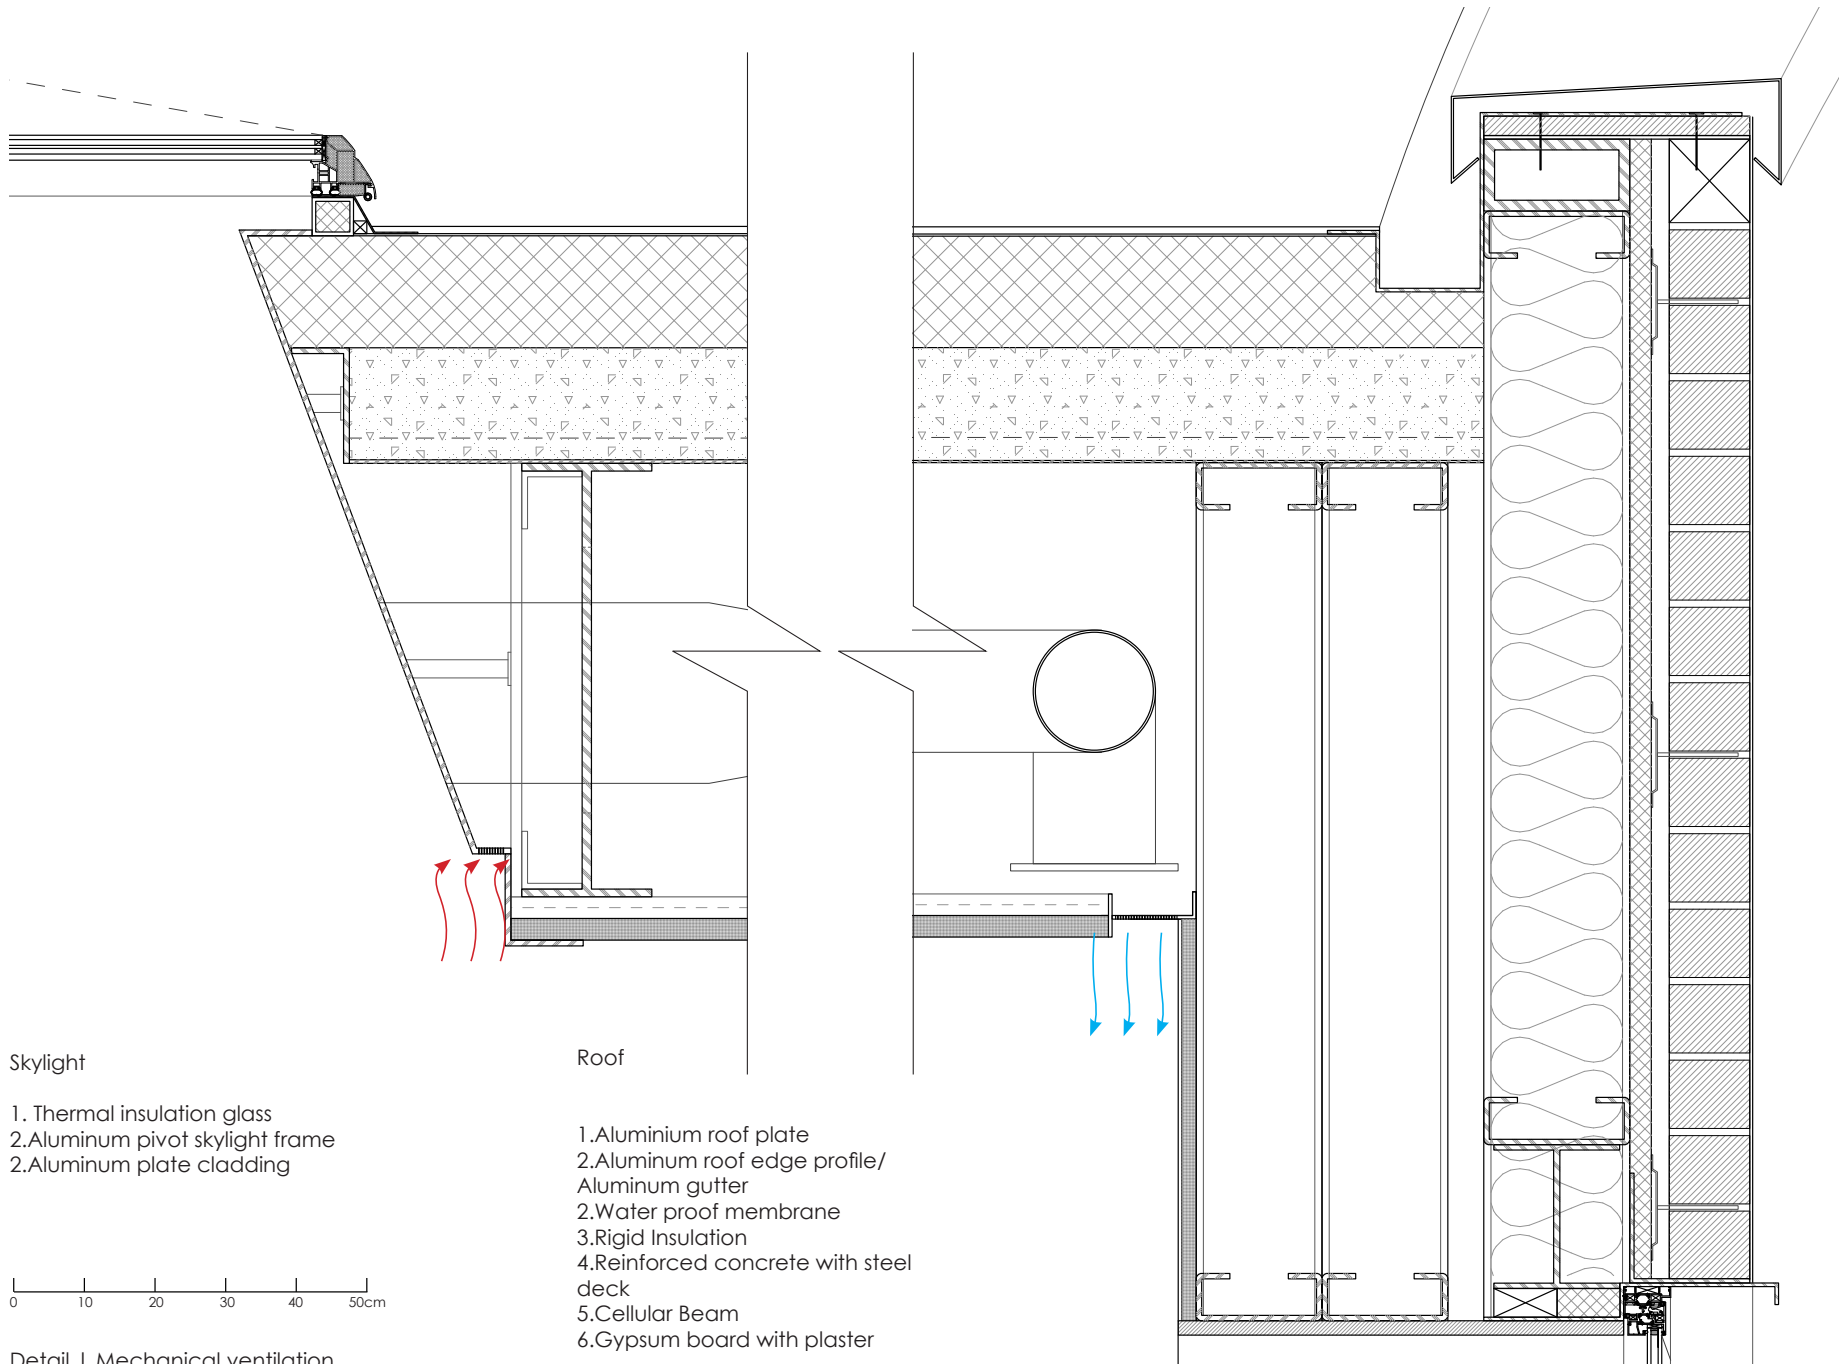 Skylight
1. Thermal insulation glass
2.Aluminum pivot skylight frame
2.Aluminum plate cladding
0 10 20 30 40 50cm
Detail | Mechanical ventilation
Roof
1.Aluminium roof plate
2.Aluminum roof edge profile/
Aluminum gutter
2.Water proof membrane
3.Rigid Insulation
4.Reinforced concrete with steel
deck
5.Cellular Beam
6.Gypsum board with plaster